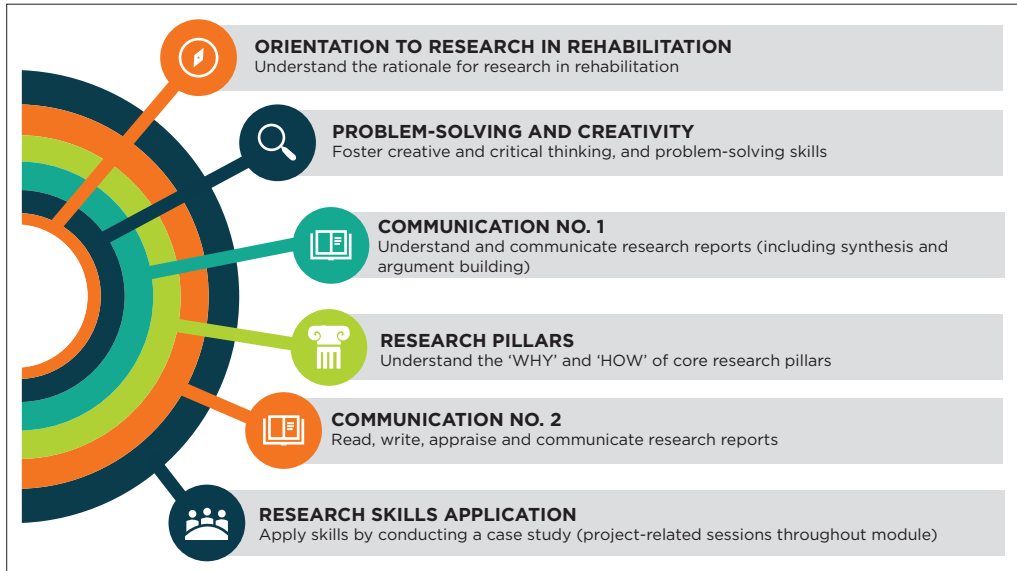 ORIENTATION TO RESEARCH IN REHABILITATION
Understand the rationale for research in rehabilitation
PROBLEM-SOLVING AND CREATIVITY
Foster creative and critical thinking, and problem-solving skills
COMMUNICATION NO. 1
Understand and communicate research reports (including synthesis and
argument building)
RESEARCH PILLARS
Understand the ‘WHY’ and ‘HOW’ of core research pillars
COMMUNICATION NO. 2
Read, write, appraise and communicate research reports
RESEARCH SKILLS APPLICATION
Apply skills by conducting a case study (project-related sessions throughout module)